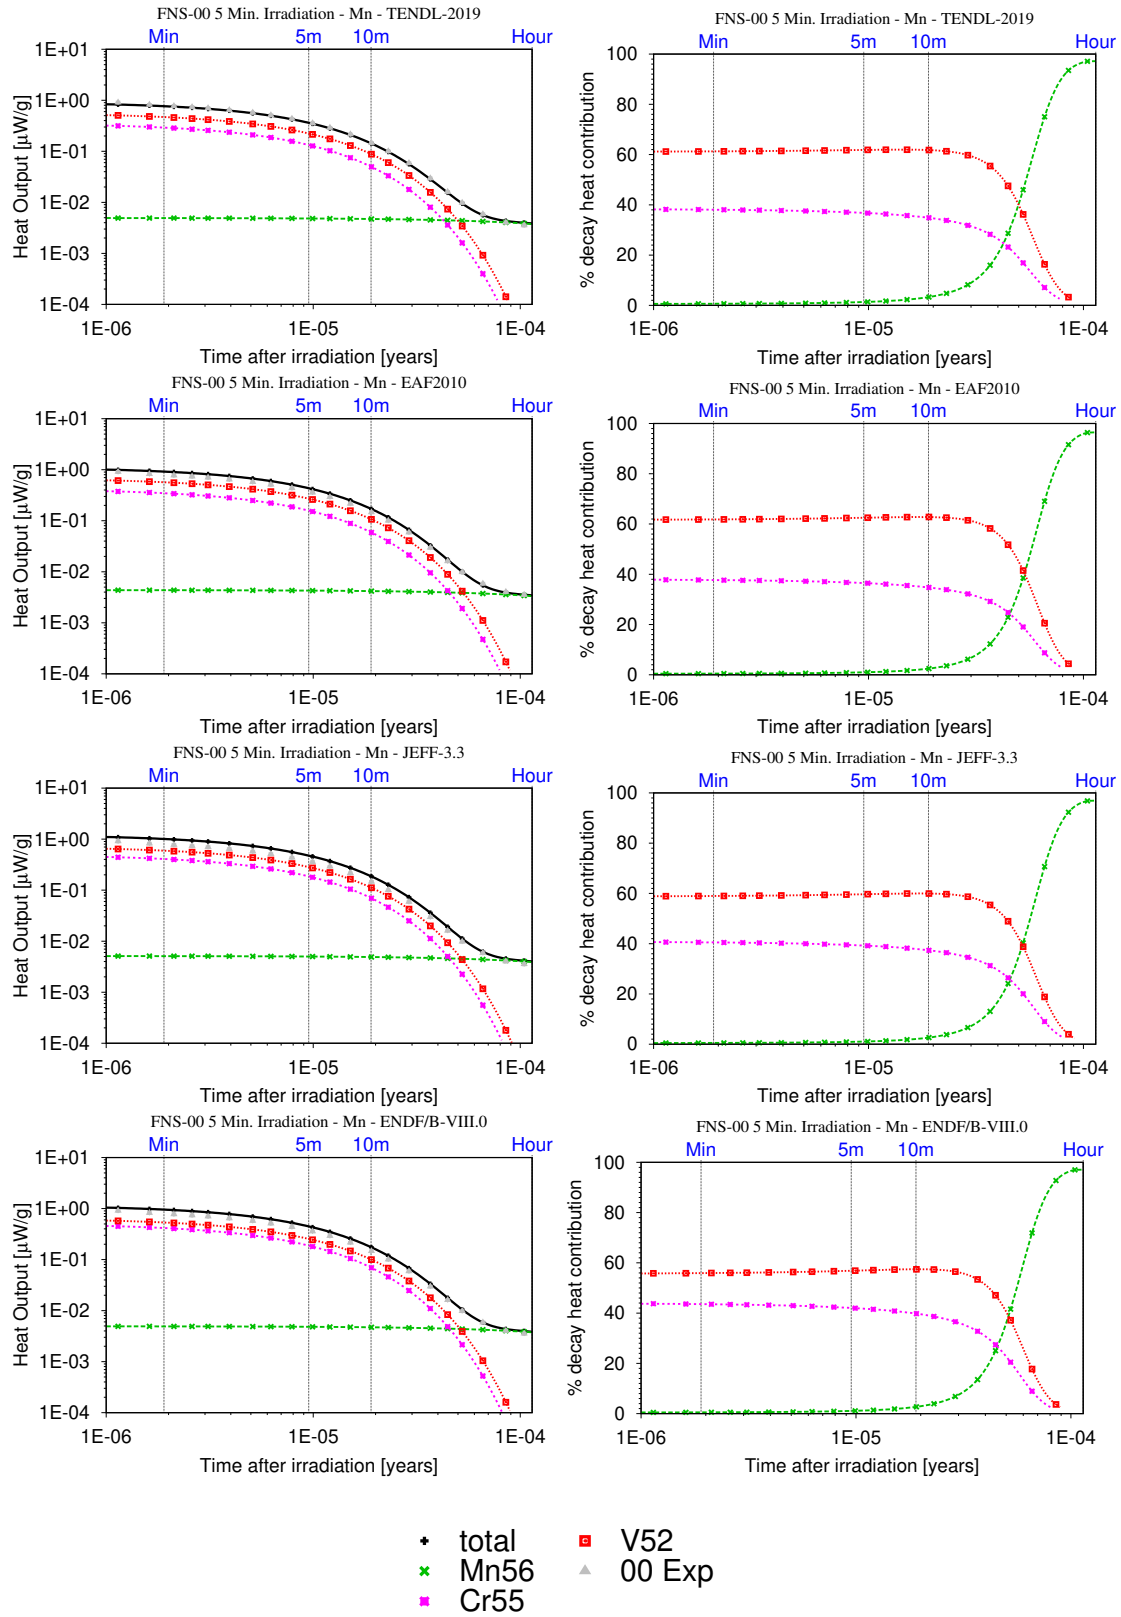 FNS-00 5 Min. Irradiation - Mn - TENDL-2019
Min 5m 10m Hour
1E+01
1E+00
1E-01
1E-02
1E-03
1E-04
Heat Output [µW/g]
1E-06 1E-05 1E-04
Time after irradiation [years]
FNS-00 5 Min. Irradiation - Mn - TENDL-2019
Min 5m 10m Hour
100
80
60
40
20
0
% decay heat contribution
1E-06 1E-05 1E-04
Time after irradiation [years]
FNS-00 5 Min. Irradiation - Mn - EAF2010
Min 5m 10m Hour
1E+01
1E+00
1E-01
1E-02
1E-03
1E-04
Heat Output [µW/g]
1E-06 1E-05 1E-04
Time after irradiation [years]
FNS-00 5 Min. Irradiation - Mn - EAF2010
Min 5m 10m Hour
100
80
60
40
20
0
% decay heat contribution
1E-06 1E-05 1E-04
Time after irradiation [years]
FNS-00 5 Min. Irradiation - Mn - JEFF-3.3
Min 5m 10m Hour
1E+01
1E+00
1E-01
1E-02
1E-03
1E-04
Heat Output [µW/g]
1E-06 1E-05 1E-04
Time after irradiation [years]
FNS-00 5 Min. Irradiation - Mn - JEFF-3.3
Min 5m 10m Hour
100
80
60
40
20
0
% decay heat contribution
1E-06 1E-05 1E-04
Time after irradiation [years]
FNS-00 5 Min. Irradiation - Mn - ENDF/B-VIII.0
Min 5m 10m Hour
1E+01
1E+00
1E-01
1E-02
1E-03
1E-04
Heat Output [µW/g]
1E-06 1E-05 1E-04
Time after irradiation [years]
FNS-00 5 Min. Irradiation - Mn - ENDF/B-VIII.0
Min 5m 10m Hour
100
80
60
40
20
0
% decay heat contribution
1E-06 1E-05 1E-04
Time after irradiation [years]
total V52
Mn56 00 Exp
Cr55